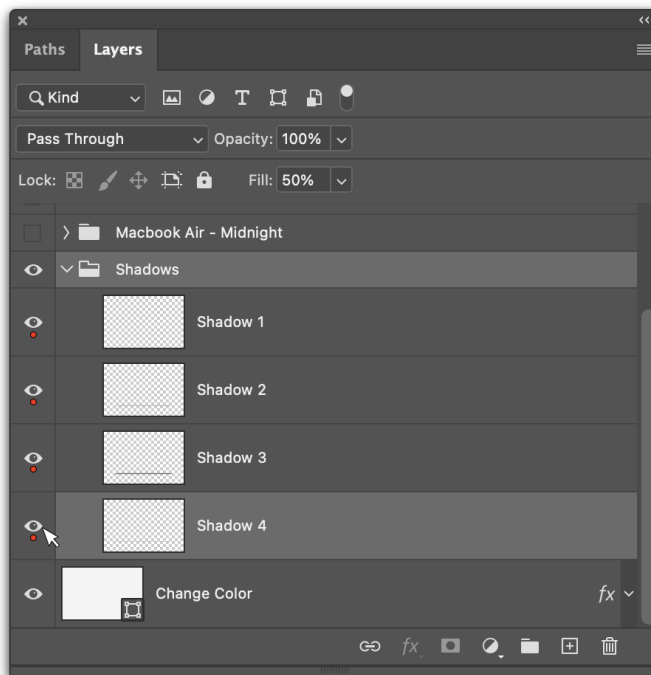 Paths Layers
Kind
Pass Through Opacity: 100%
Lock: Fill: 50%
Macbook Air - Midnight
Shadows
Shadow 1
Shadow 2
Shadow 3
Shadow 4
Change Color fx
fx